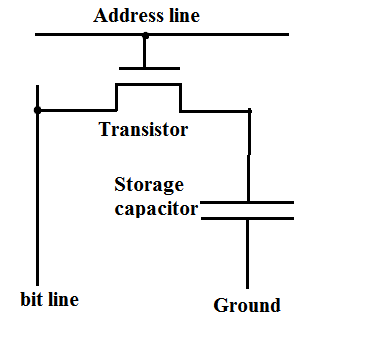 Address line
Transistor
Storage
capacitor
bit line
Ground